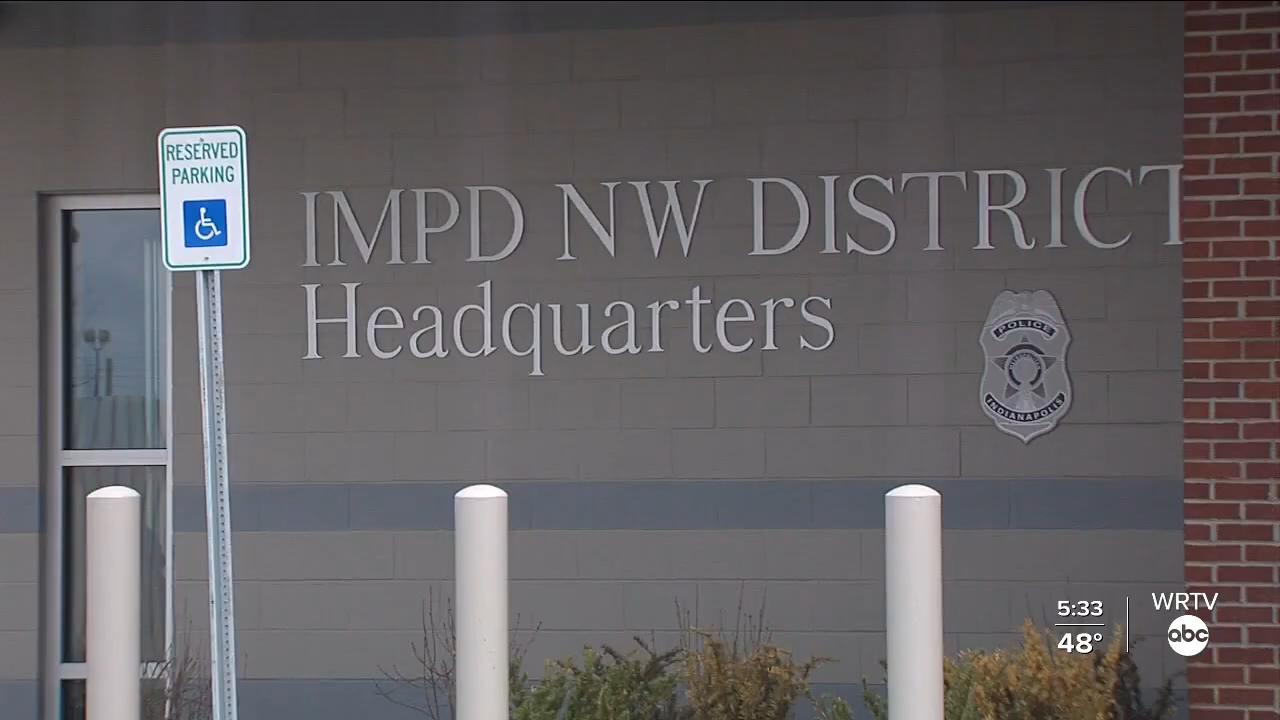 RESERVED
PARKING
IMPD NW DISTRICT
Headquarters
POLICE
INDIANAPOLIS
5:33
48°
WRTV
abc